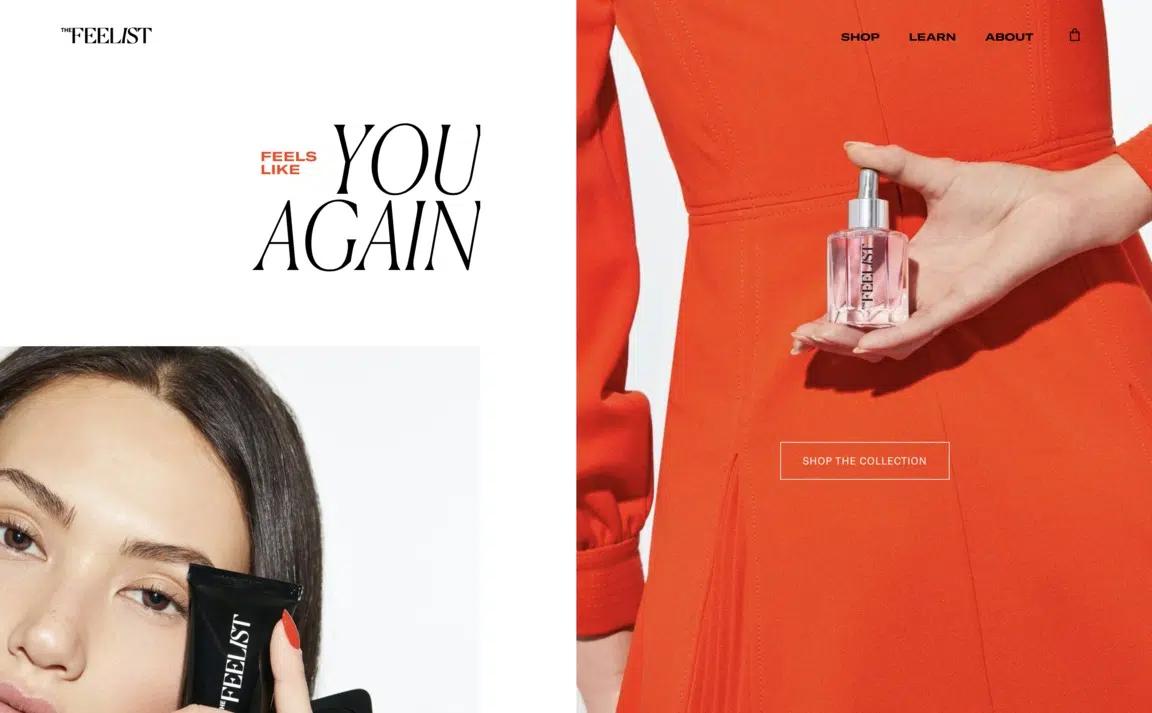 THE FEELIST
SHOP
LEARN
ABOUT
FEELS
LIKE
YOU
AGAIN
THE FEELIST
SHOP THE COLLECTION
THE FEELIST